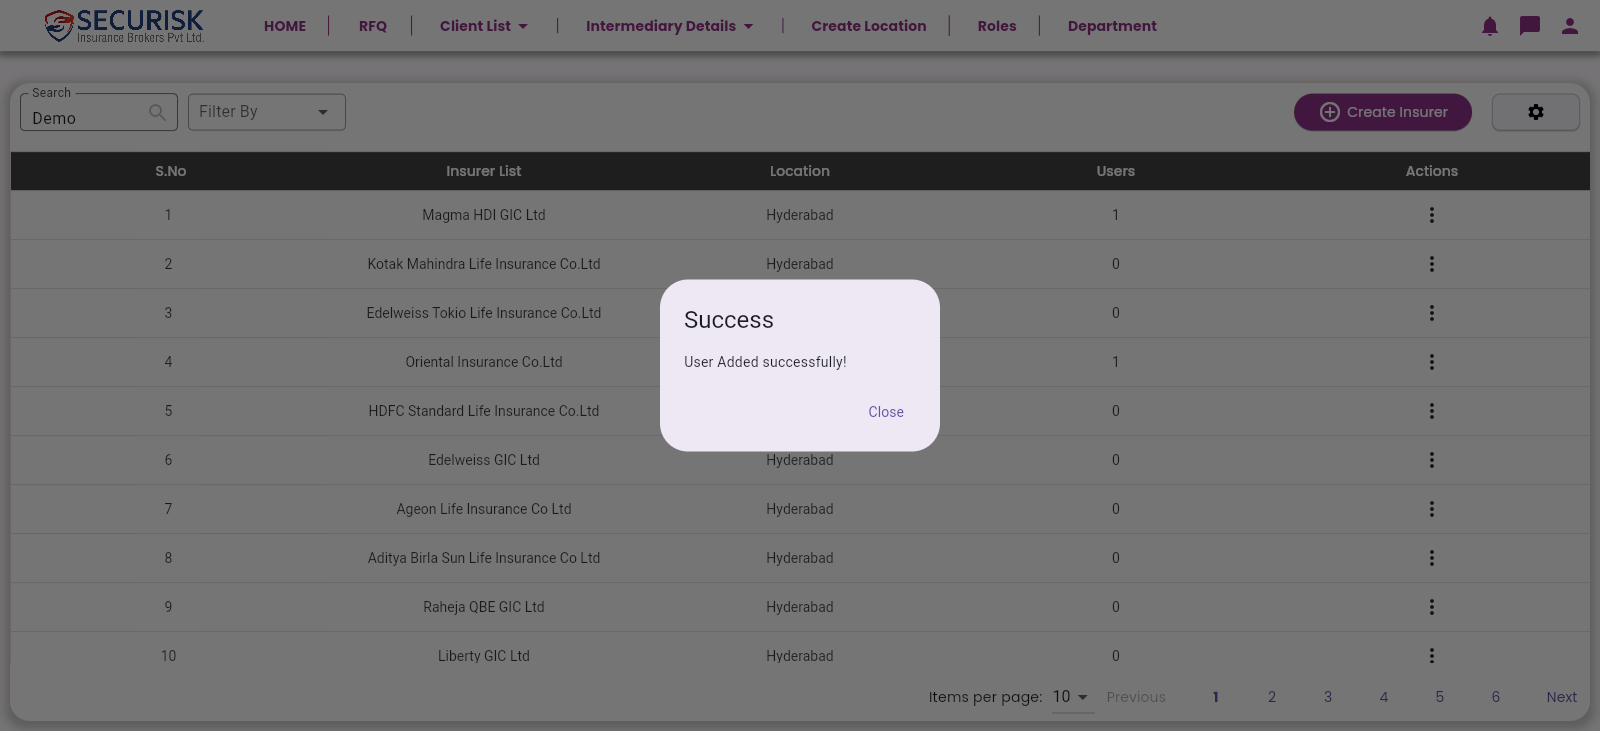 SECURISK
Insurance Brokers Pvt Ltd.
HOME RFQ Client List Intermediary Details Create Location Roles Department
Search
Demo
Filter By
Create Insurer
S.No Insurer List Location Users Actions
1 Magma HDI GIC Ltd Hyderabad 1
2 Kotak Mahindra Life Insurance Co.Ltd Hyderabad 0
3 Edelweiss Tokio Life Insurance Co.Ltd 0
4 Oriental Insurance Co.Ltd 1
5 HDFC Standard Life Insurance Co.Ltd 0
6 Edelweiss GIC Ltd Hyderabad 0
7 Ageon Life Insurance Co Ltd Hyderabad 0
8 Aditya Birla Sun Life Insurance Co Ltd Hyderabad 0
9 Raheja QBE GIC Ltd Hyderabad 0
10 Liberty GIC Ltd Hyderabad 0
Success
User Added successfully!
Close
Items per page: 10 Previous 1 2 3 4 5 6 Next